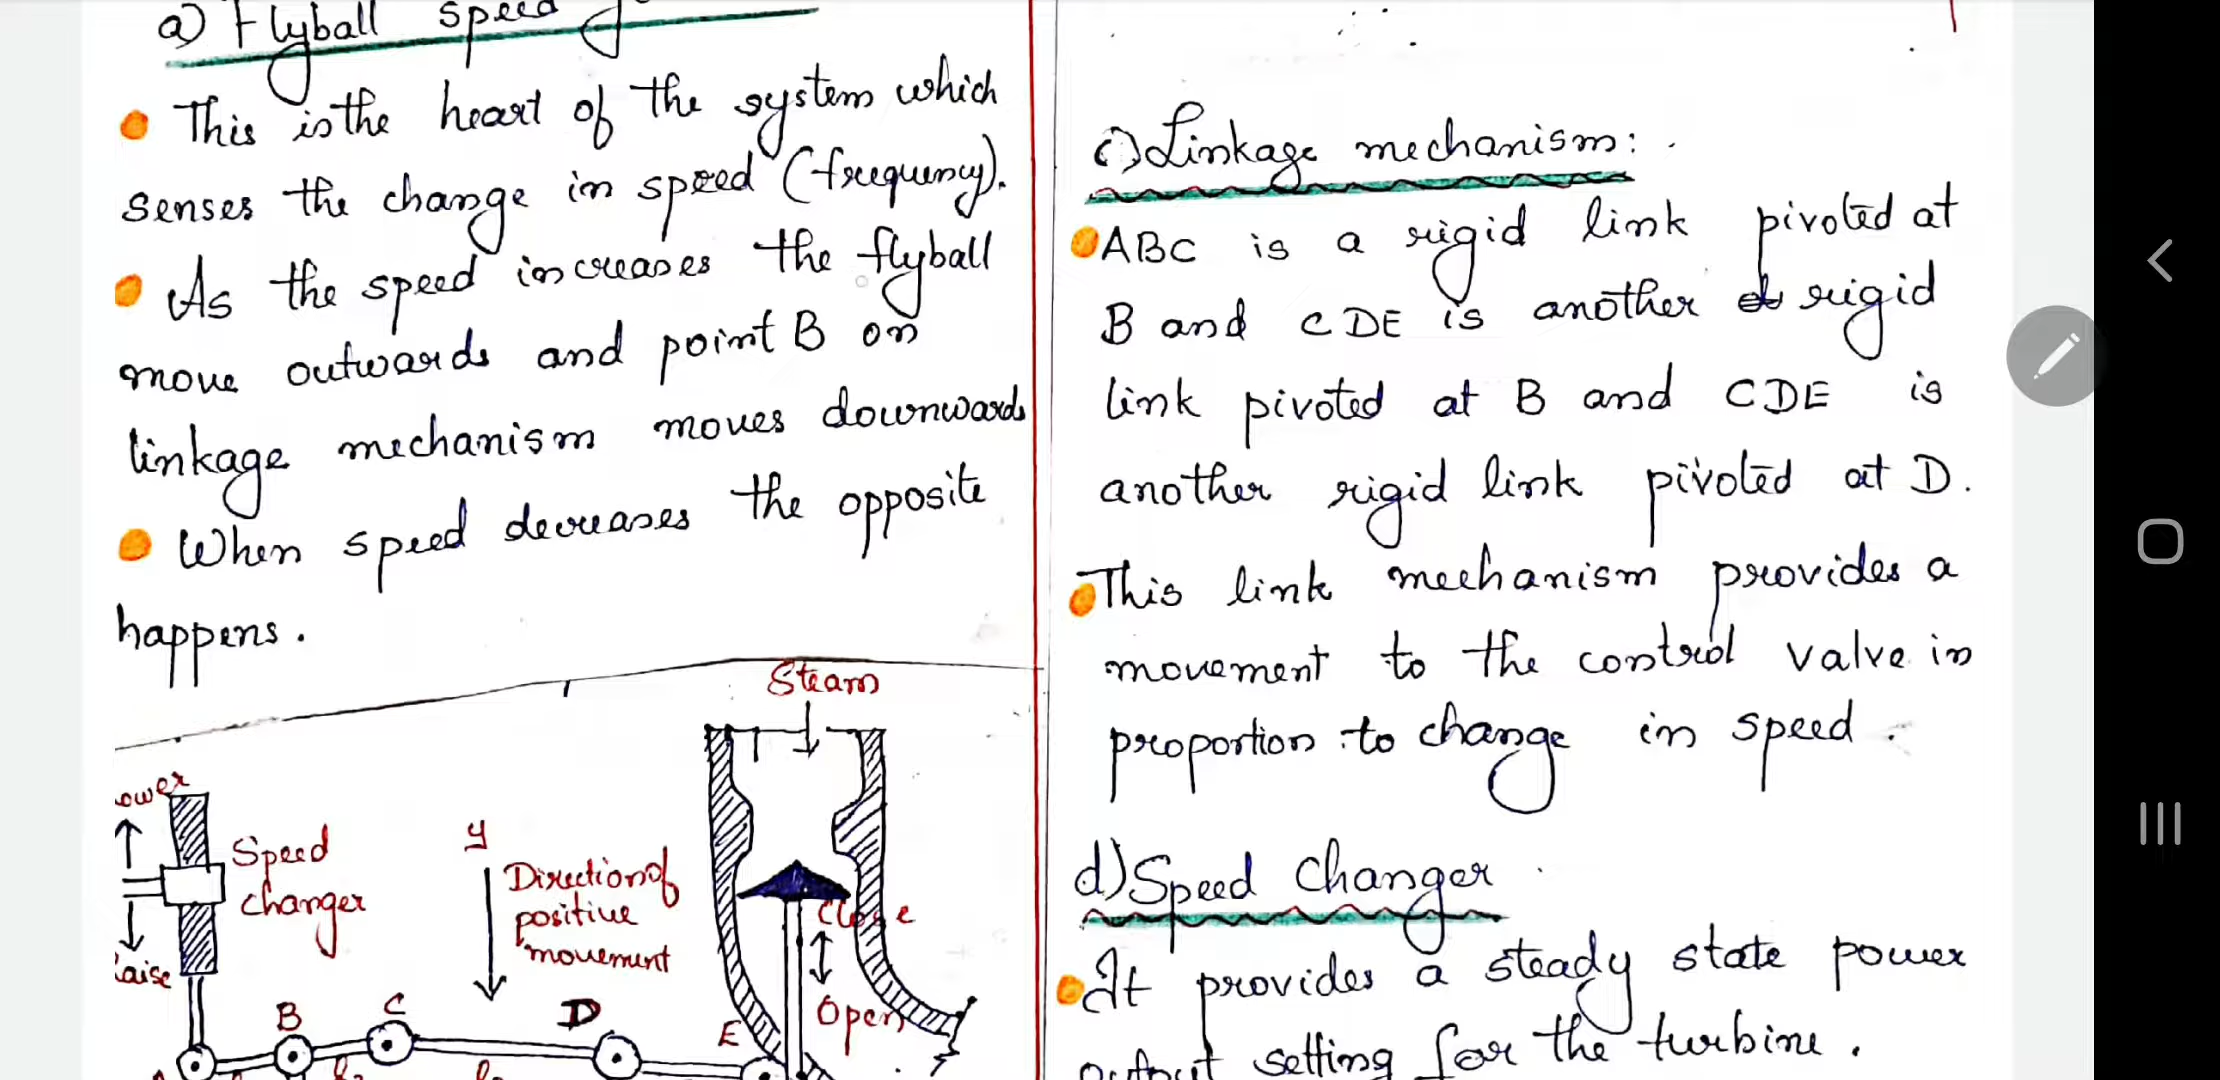 a) Flyball speed
This is the heart of the system which
senses the change in speed (frequency).
As the speed increases the flyball
move outwards and point B on
linkage mechanism moves downwards
When speed decreases the opposite
happens.
Steam
ower
Speed
changer
aise
y
Direction of
positive
movement
Close
Open
B
C
D
E
c) Linkage mechanism:
ABC is a rigid link pivoted at
B and CDE is another rigid
link pivoted at B and CDE is
another rigid link pivoted at D.
This link mechanism provides a
movement to the control valve in
proportion to change in speed.
d) Speed Changer
It provides a steady state power
output setting for the turbine.